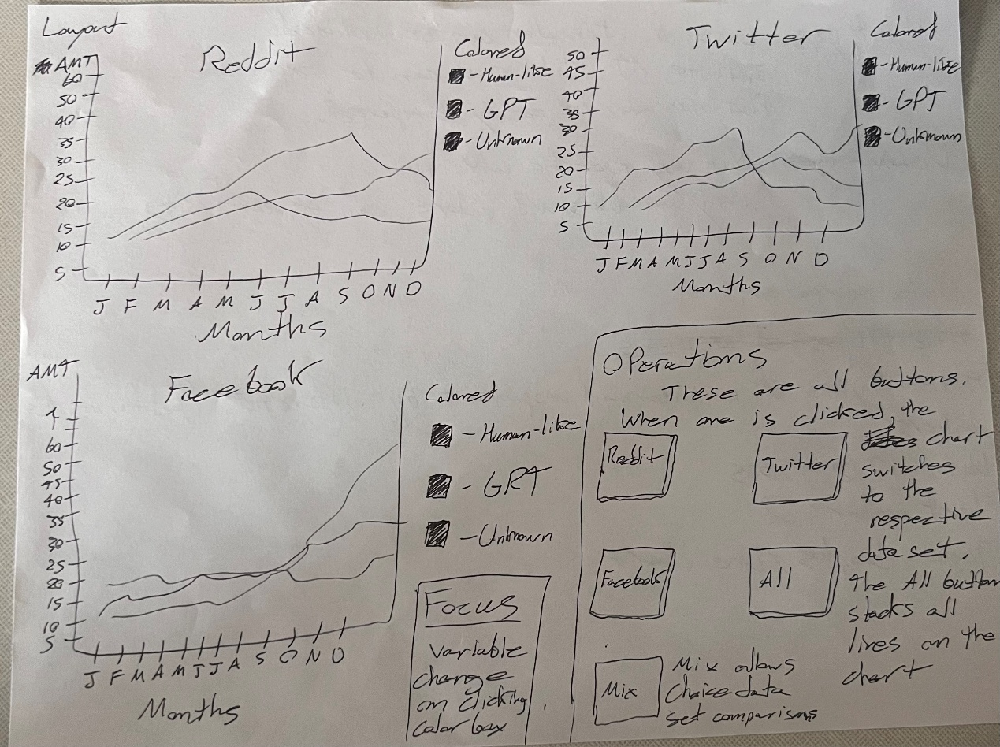 Layout
Reddit
AMT
60
50
40
35
30
25
20
15
10
5
J F M A M J J A S O N D
Months
Colored
- Human-like
- GPT
- Unknown
Twitter
50
45
40
35
30
25
20
15
10
5
J F M A M J J A S O N D
Months
Colored
- Human-like
- GPT
- Unknown
Facebook
AMT
60
50
45
40
35
30
25
20
15
10
5
J F M A M J J A S O N D
Months
Colored
- Human-like
- GPT
- Unknown
Focus
Variable
change
on clicking
color box
Operations
These are all buttons.
When one is clicked, the
chart
switches
to the
respective
data set.
The All button
stacks all
lines on the
chart
Reddit
Twitter
Facebook
All
Mix
Mix allows
choice data
set comparisons